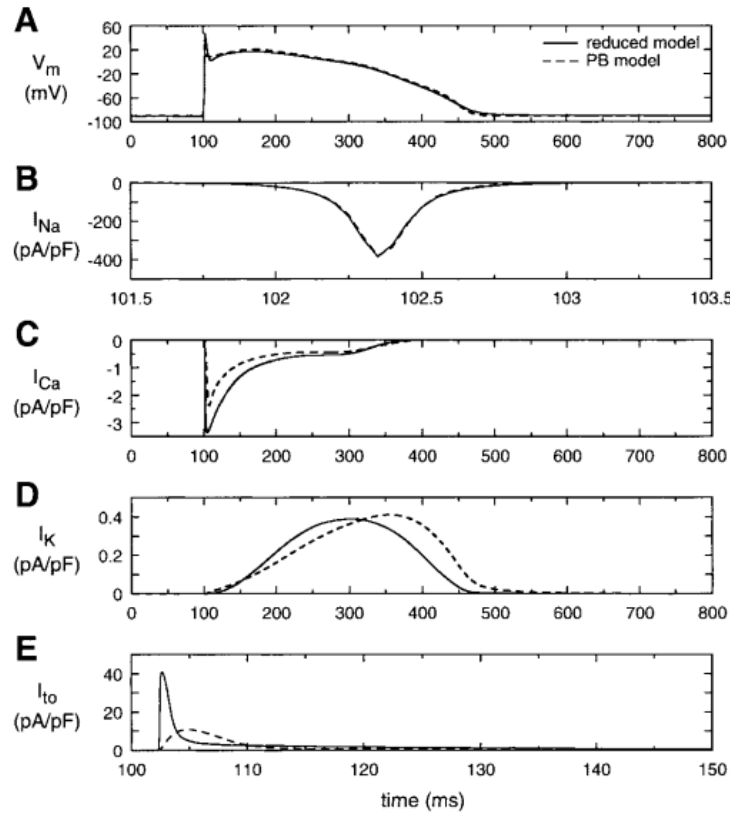 A
V_m
(mV)
60
20
-60
-100
reduced model
PB model
0 100 200 300 400 500 600 700 800
B
I_Na
(pA/pF)
0
-200
-400
101.5 102 102.5 103 103.5
C
I_Ca
(pA/pF)
0
-1
-2
-3
0 100 200 300 400 500 600 700 800
D
I_K
(pA/pF)
0.4
0.2
0
0 100 200 300 400 500 600 700 800
E
I_to
(pA/pF)
40
20
0
100 110 120 130 140 150
time (ms)